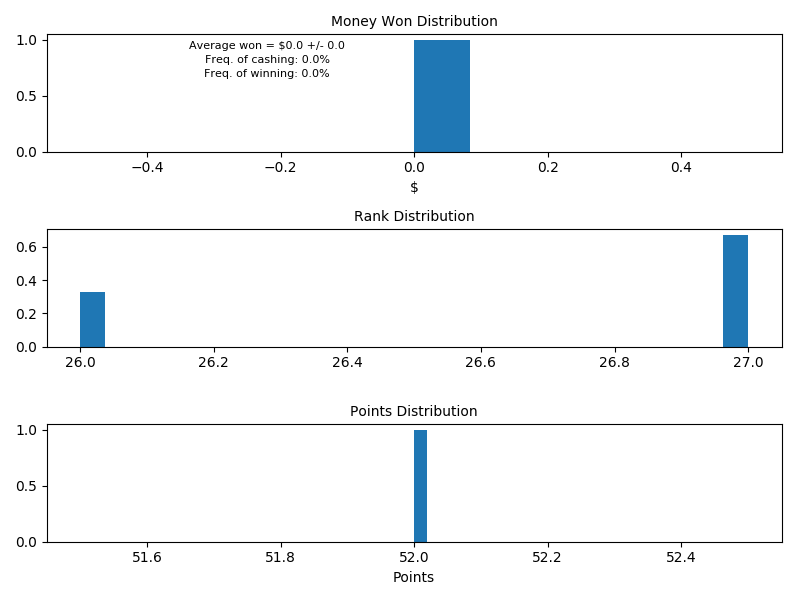 Money Won Distribution
1.0
0.5
0.0
Average won = $0.0 +/- 0.0
Freq. of cashing: 0.0%
Freq. of winning: 0.0%
−0.4 −0.2 0.0 0.2 0.4
$
Rank Distribution
0.6
0.4
0.2
0.0
26.0 26.2 26.4 26.6 26.8 27.0
Points Distribution
1.0
0.5
0.0
51.6 51.8 52.0 52.2 52.4
Points